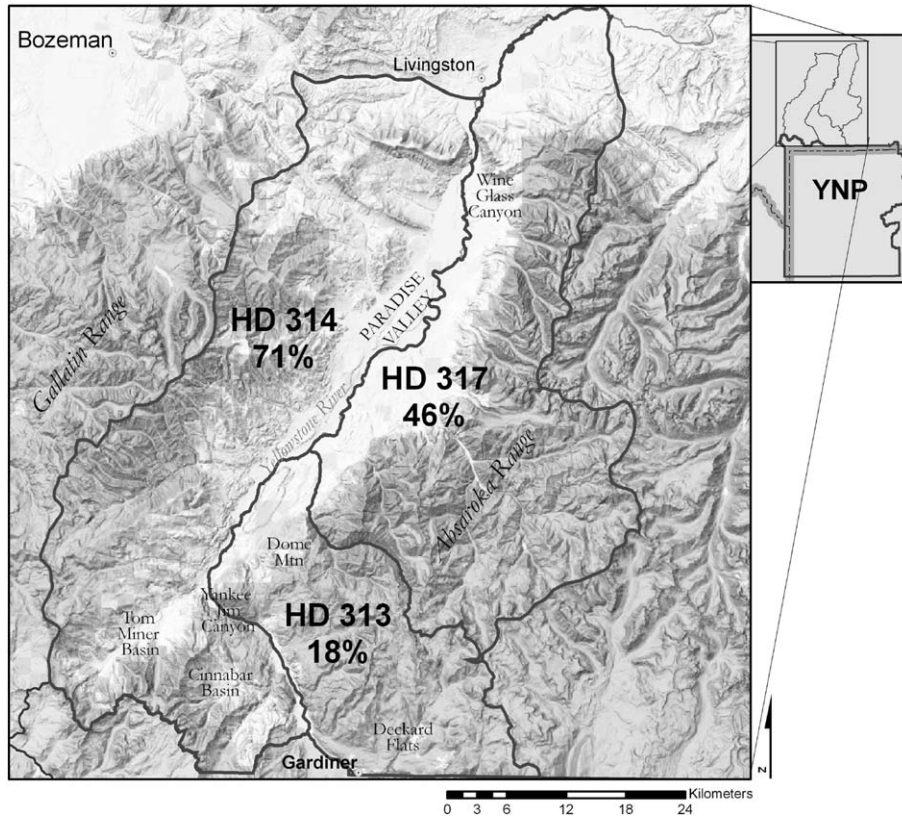 Bozeman
Livingston
Wine
Glass
Canyon
YNP
PARADISE
VALLEY
HD 314
71%
Gallatin Range
HD 317
46%
Yellowstone River
Absaroka Range
Dome
Mtn
Yankee
Jim
Canyon
HD 313
18%
Tom
Miner
Basin
Cinnabar
Basin
Deckard
Flats
Gardiner
N
Kilometers
0 3 6 12 18 24